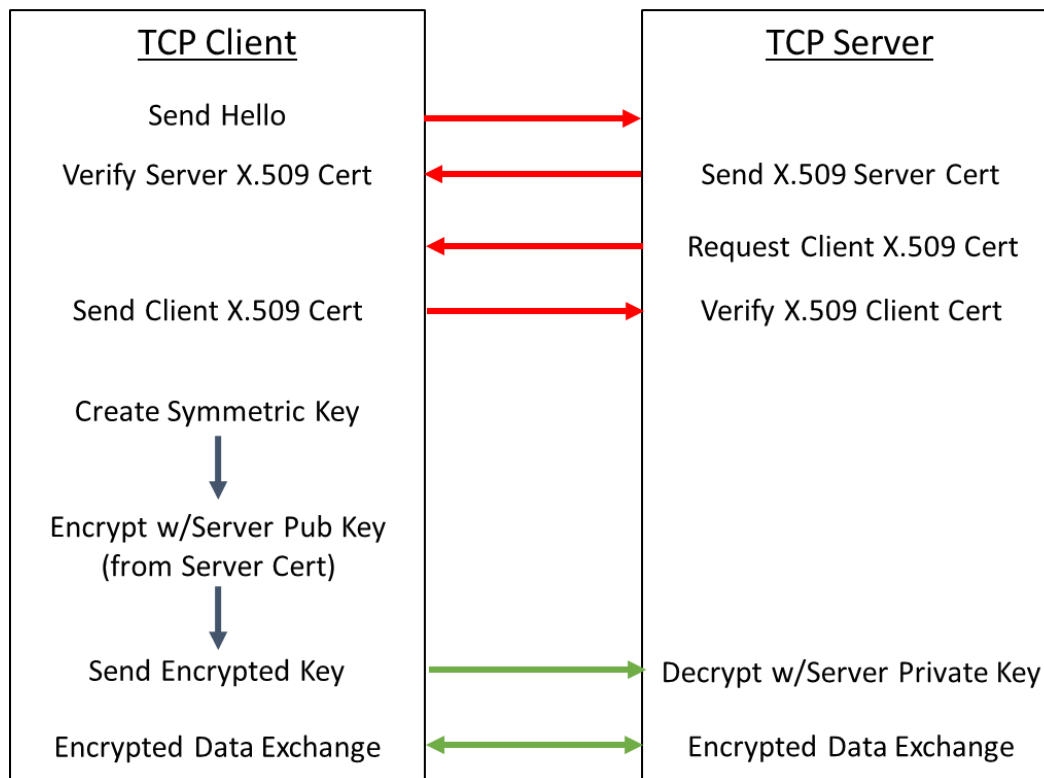 TCP Client
TCP Server
Send Hello
Verify Server X.509 Cert
Send X.509 Server Cert
Request Client X.509 Cert
Send Client X.509 Cert
Verify X.509 Client Cert
Create Symmetric Key
Encrypt w/Server Pub Key
(from Server Cert)
Send Encrypted Key
Decrypt w/Server Private Key
Encrypted Data Exchange
Encrypted Data Exchange